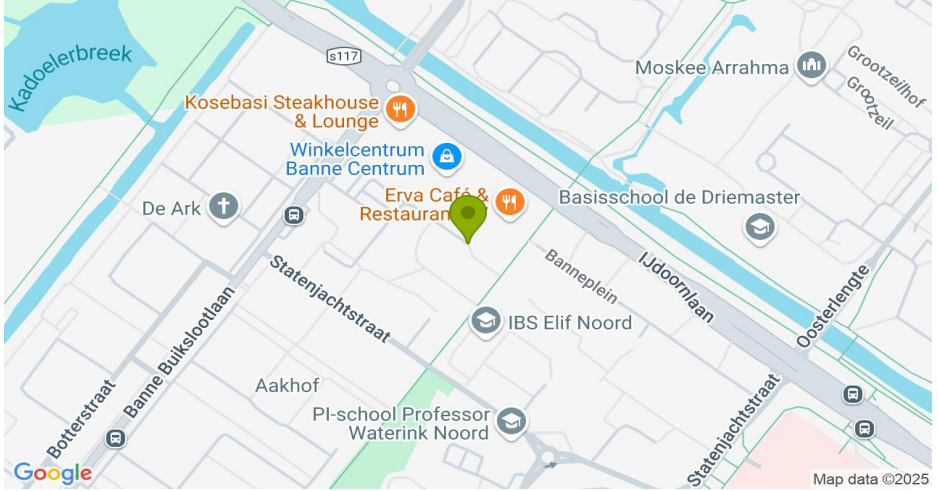 Kadoelerbreek
s117
Moskee Arrahma
Grootzeilhof
Grootzeil
Kosebasi Steakhouse
& Lounge
Winkelcentrum
Banne Centrum
Erva Café &
Restaurant
Basisschool de Driemaster
De Ark
Banneplein
IJdoornlaan
Oosterlengte
Statenjachtstraat
Banne Buikslootlaan
IBS Elif Noord
Aakhof
Botterstraat
PI-school Professor
Waterink Noord
Statenjachtstraat
Google
Map data ©2025